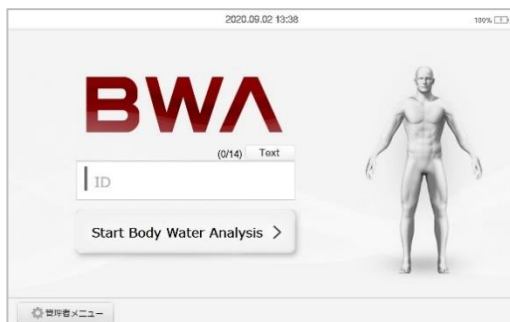 2020.09.02 13:38
100%
BWA
(0/14) Text
ID
Start Body Water Analysis >
管理者メニュー